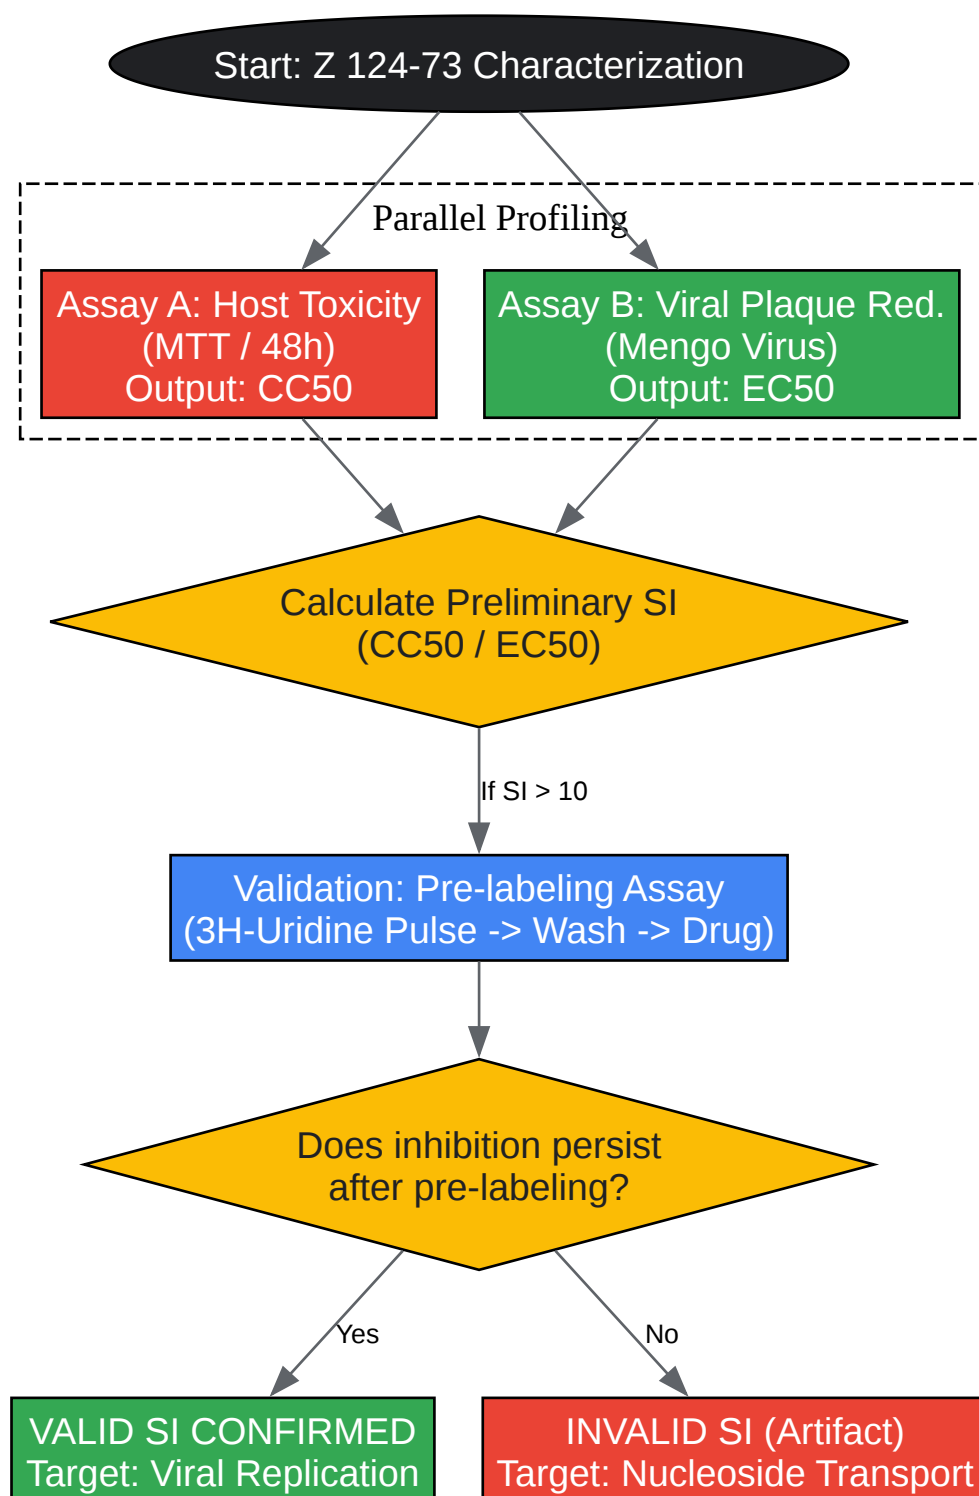 Start: Z 124-73 Characterization
Parallel Profiling
Assay A: Host Toxicity
(MTT / 48h)
Output: CC50
Assay B: Viral Plaque Red.
(Mengo Virus)
Output: EC50
Calculate Preliminary SI
(CC50 / EC50)
If SI > 10
Validation: Pre-labeling Assay
(3H-Uridine Pulse -> Wash -> Drug)
Does inhibition persist
after pre-labeling?
Yes
No
VALID SI CONFIRMED
Target: Viral Replication
INVALID SI (Artifact)
Target: Nucleoside Transport